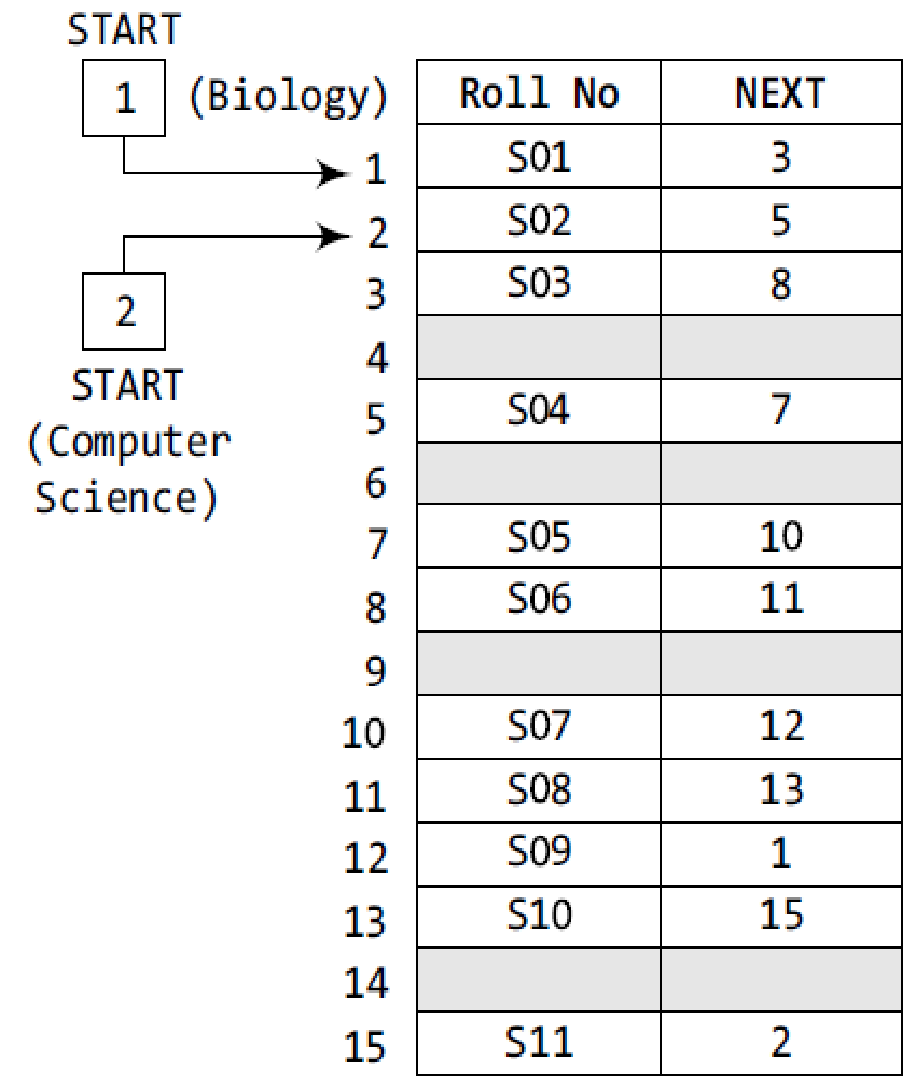 START
1 (Biology)
Roll No NEXT
1 S01 3
2 S02 5
3 S03 8
2
START
(Computer
Science)
4
5 S04 7
6
7 S05 10
8 S06 11
9
10 S07 12
11 S08 13
12 S09 1
13 S10 15
14
15 S11 2